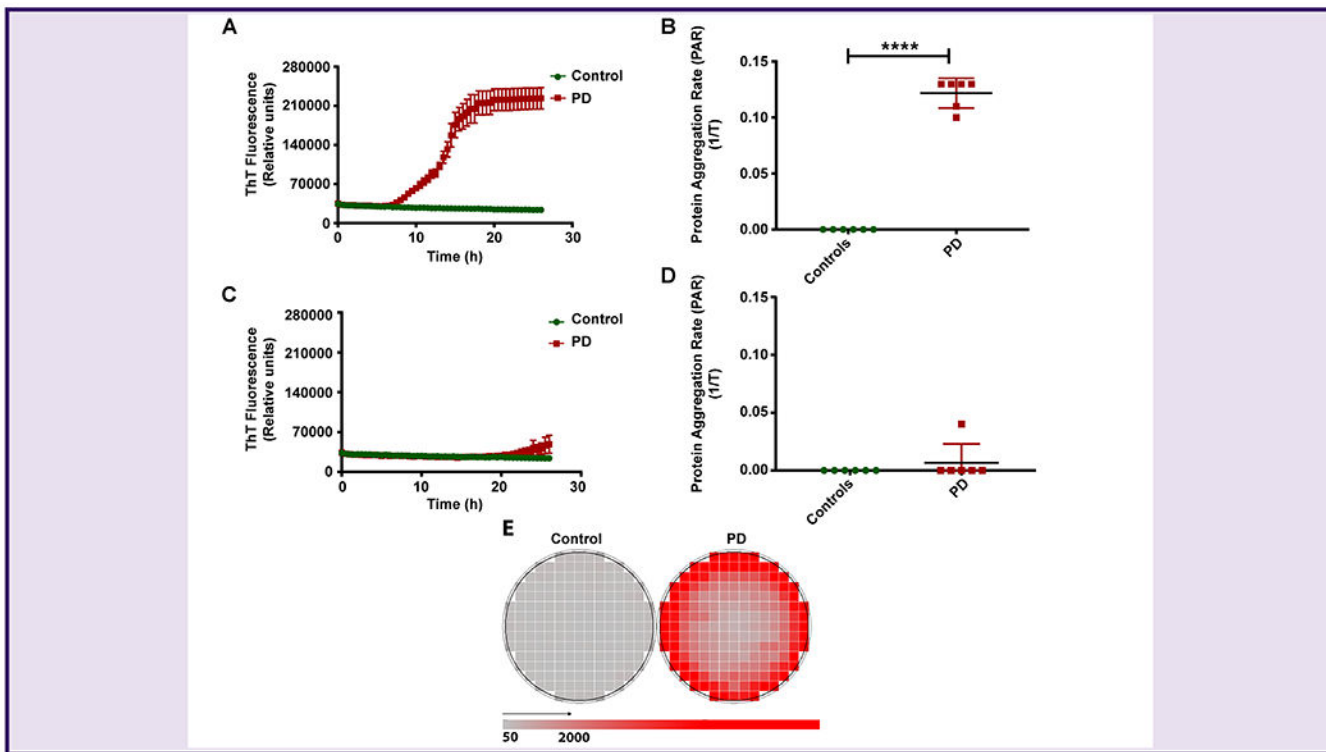 A
ThT Fluorescence
(Relative units)
280000
210000
140000
70000
0
0
10
20
30
Time (h)
Control
PD
B
Protein Aggregation Rate (PAR)
(1/T)
0.15
0.10
0.05
0.00
****
Controls
PD
C
ThT Fluorescence
(Relative units)
280000
210000
140000
70000
0
0
10
20
30
Time (h)
Control
PD
D
Protein Aggregation Rate (PAR)
(1/T)
0.15
0.10
0.05
0.00
Controls
PD
E
Control
PD
50
2000